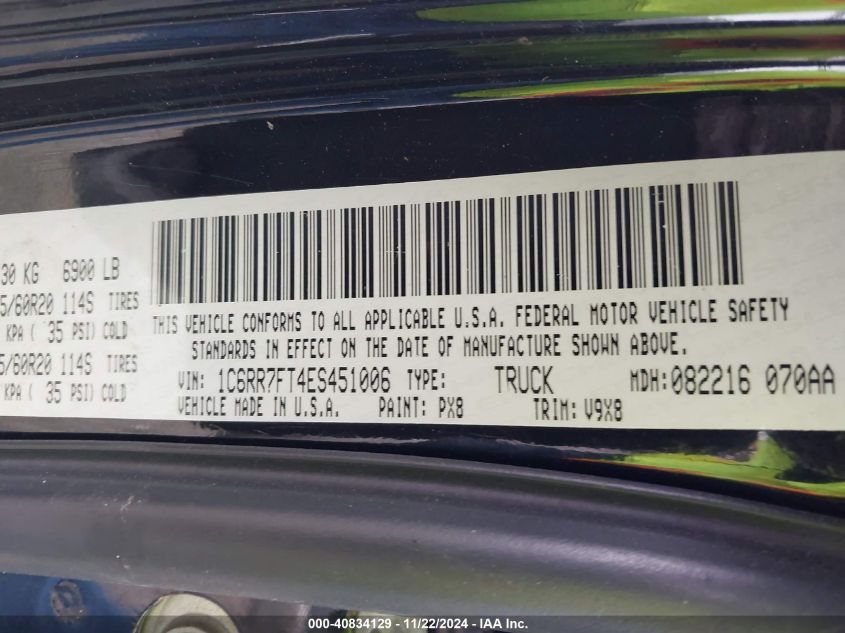 30 KG 6900 LB
5/60R20 114S TIRES
KPA ( 35 PSI) COLD
5/60R20 114S TIRES
KPA ( 35 PSI) COLD
THIS VEHICLE CONFORMS TO ALL APPLICABLE U.S.A. FEDERAL MOTOR VEHICLE SAFETY
STANDARDS IN EFFECT ON THE DATE OF MANUFACTURE SHOWN ABOVE.
VIN: 1C6RR7FT4ES451006 TYPE: TRUCK MDH:082216 070AA
VEHICLE MADE IN U.S.A. PAINT: PX8 TRIM: V9X8
000-40834129 - 11/22/2024 - IAA Inc.